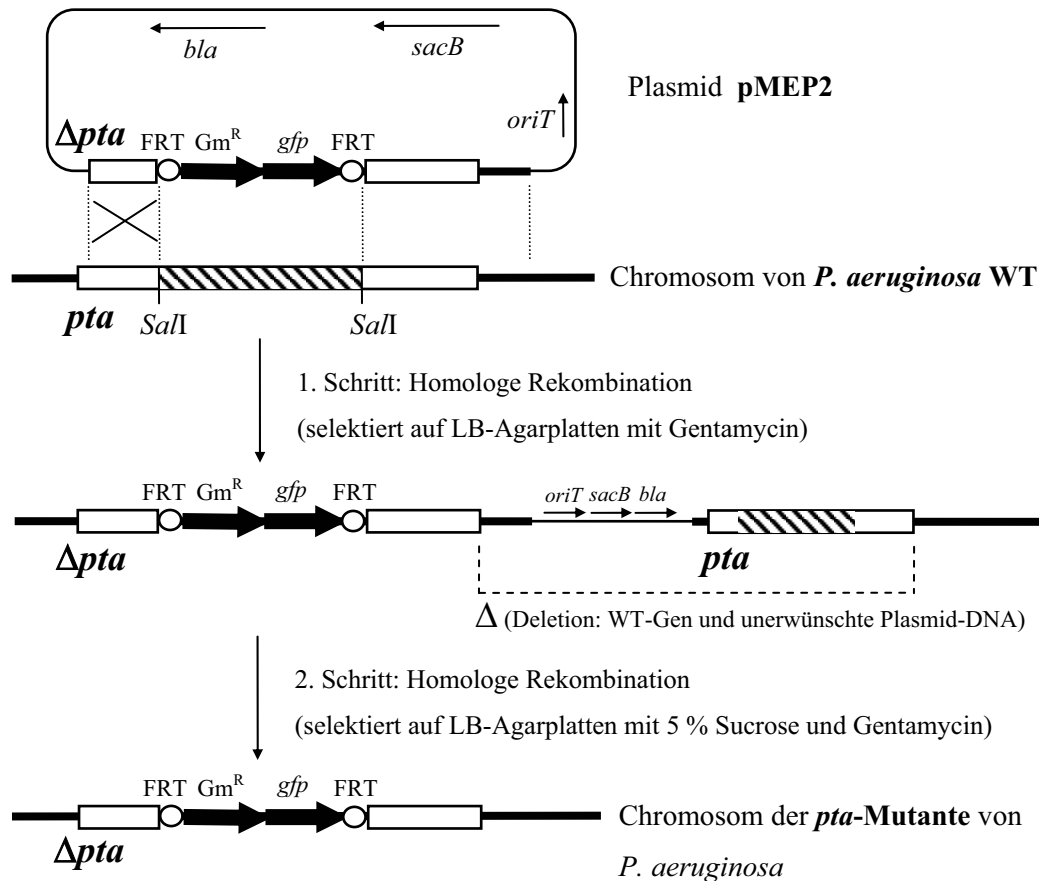 bla
sacB
Plasmid pMEP2
oriT
Δpta
FRT Gm^R gfp FRT
Chromosom von P. aeruginosa WT
pta
SalI
SalI
1. Schritt: Homologe Rekombination
(selektiert auf LB-Agarplatten mit Gentamycin)
FRT Gm^R gfp FRT
oriT sacB bla
Δpta
pta
Δ (Deletion: WT-Gen und unerwünschte Plasmid-DNA)
2. Schritt: Homologe Rekombination
(selektiert auf LB-Agarplatten mit 5 % Sucrose und Gentamycin)
FRT Gm^R gfp FRT
Δpta
Chromosom der pta-Mutante von
P. aeruginosa